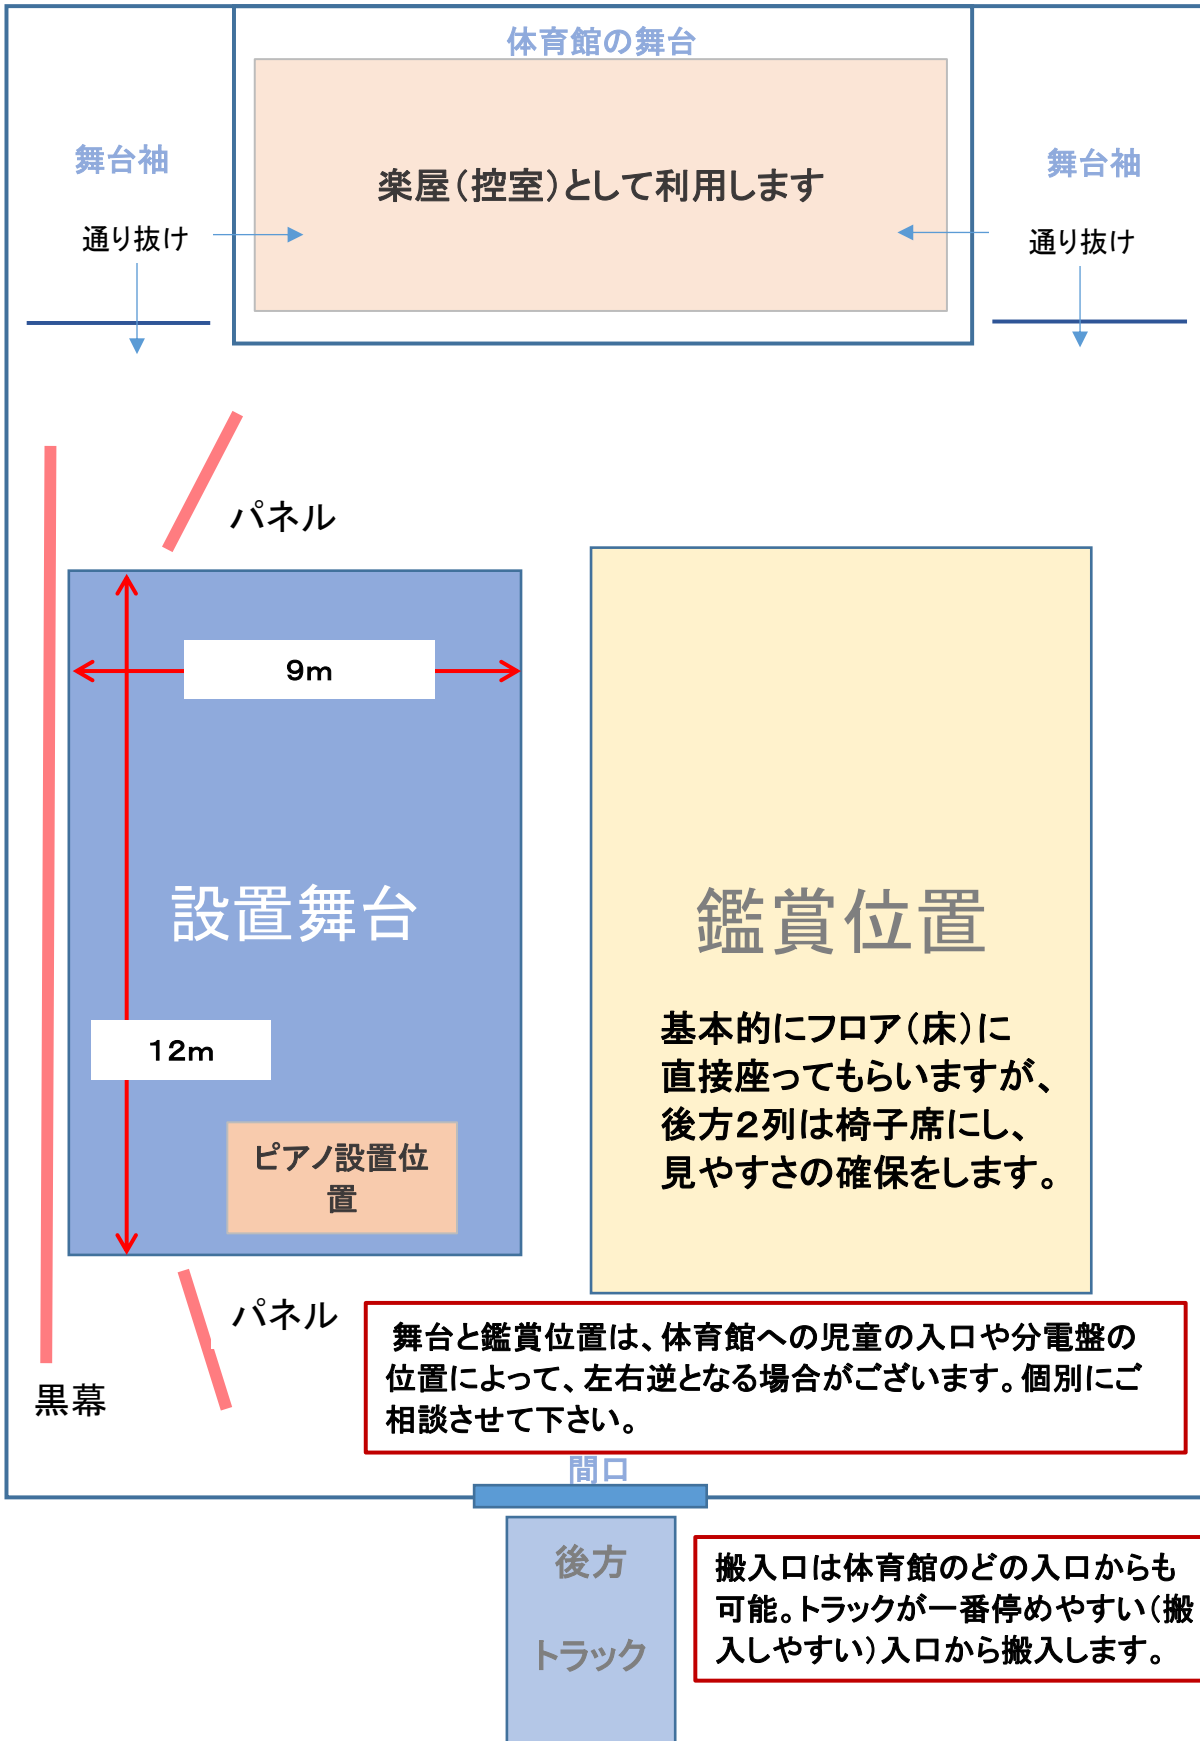 体育館の舞台
舞台袖
舞台袖
楽屋（控室）として利用します
通り抜け
通り抜け
パネル
9m
設置舞台
鑑賞位置
基本的にフロア（床）に
直接座ってもらいますが、
後方２列は椅子席にし、
見やすさの確保をします。
12m
ピアノ設置位
置
パネル
舞台と鑑賞位置は、体育館への児童の入口や分電盤の
位置によって、左右逆となる場合がございます。個別にご
相談させて下さい。
黒幕
間口
後方
トラック
搬入口は体育館のどの入口からも
可能。トラックが一番停めやすい（搬
入しやすい）入口から搬入します。